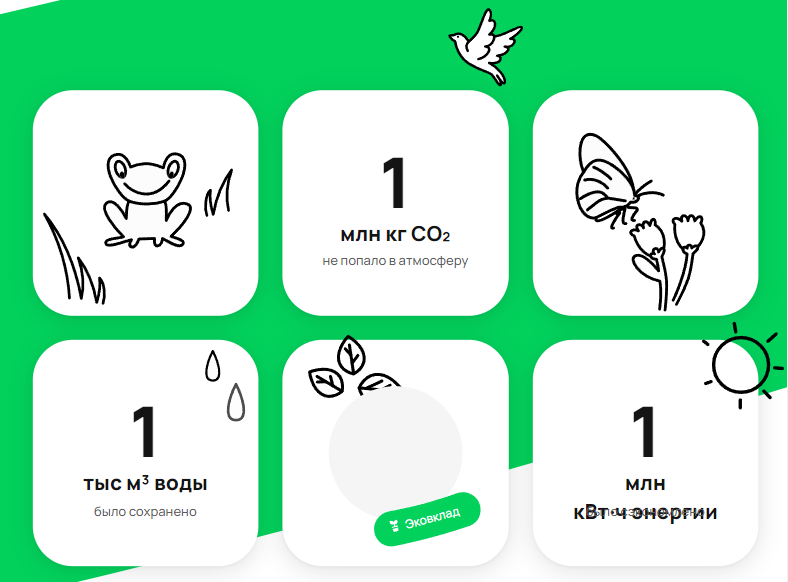 1
млн кг CO₂
не попало в атмосферу
1
тыс м³ воды
было сохранено
Эковклад
1
млн
кВт·ч энергии